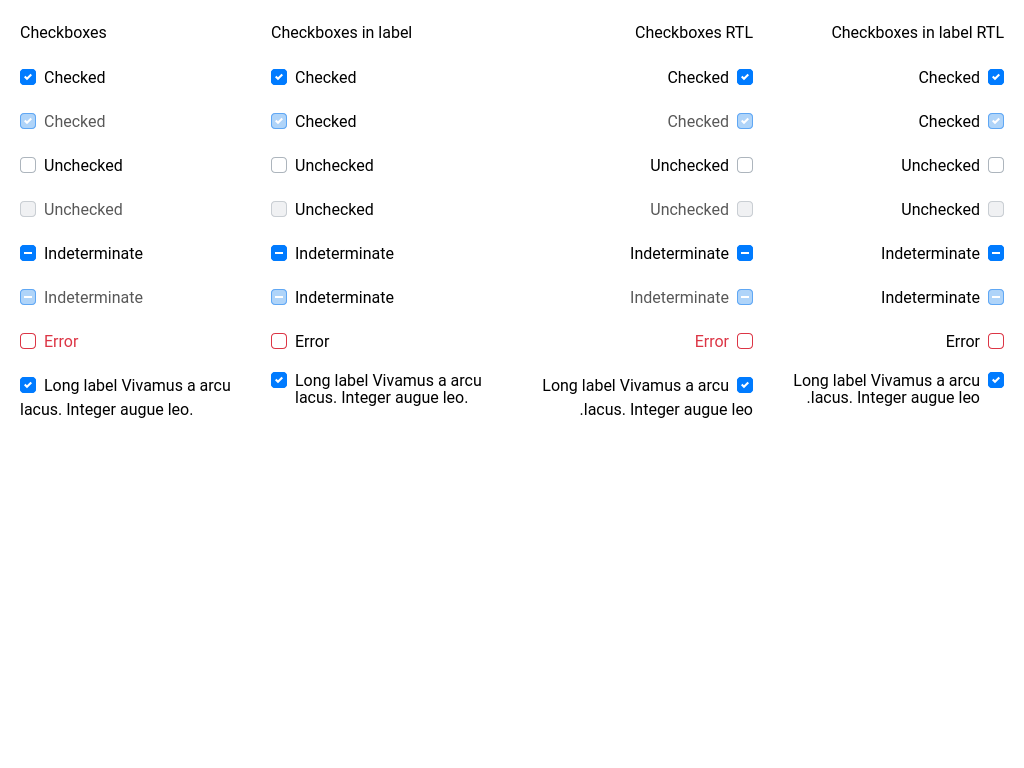 Checkboxes
Checked
Checked
Unchecked
Unchecked
Indeterminate
Indeterminate
Error
Long label Vivamus a arcu
lacus. Integer augue leo.
Checkboxes in label
Checked
Checked
Unchecked
Unchecked
Indeterminate
Indeterminate
Error
Long label Vivamus a arcu
lacus. Integer augue leo.
Checkboxes RTL
Checked
Checked
Unchecked
Unchecked
Indeterminate
Indeterminate
Error
Long label Vivamus a arcu
.lacus. Integer augue leo
Checkboxes in label RTL
Checked
Checked
Unchecked
Unchecked
Indeterminate
Indeterminate
Error
Long label Vivamus a arcu
.lacus. Integer augue leo